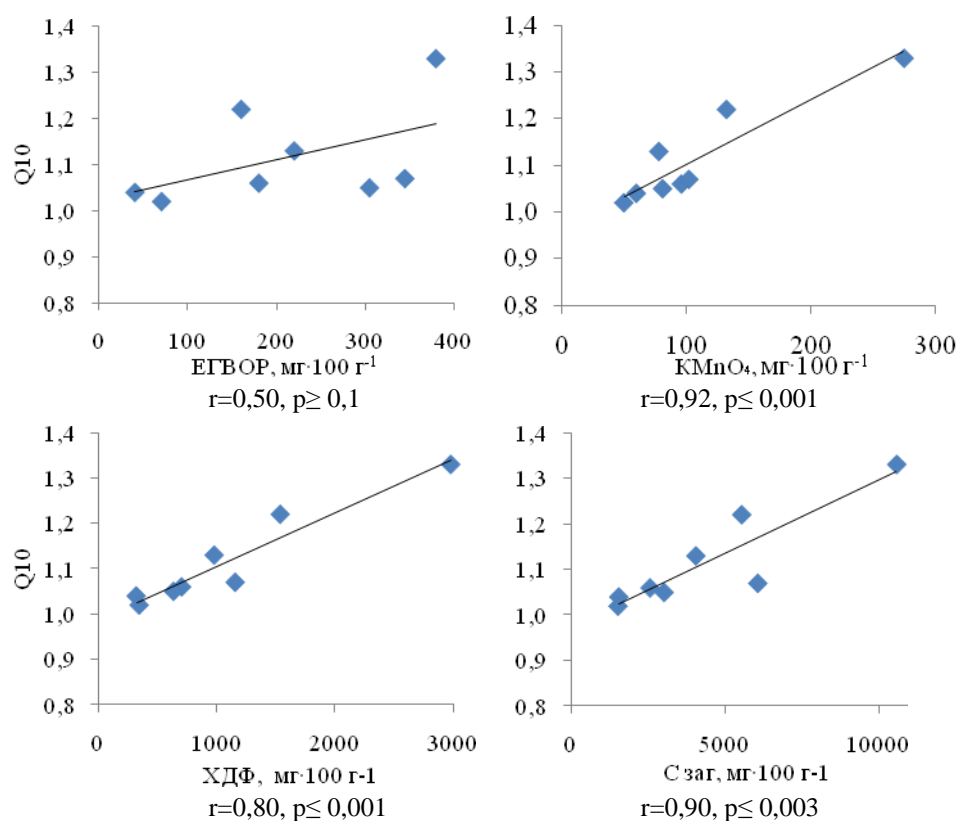 1,4
1,3
1,2
1,1
1,0
0,9
0,8
Q10
0 100 200 300 400
ЕГВОР, мг·100 г⁻¹
r=0,50, p≥ 0,1
1,4
1,3
1,2
1,1
1,0
0,9
0,8
0 100 200 300
KMnO₄, мг·100 г⁻¹
r=0,92, p≤ 0,001
1,4
1,3
1,2
1,1
1,0
0,9
0,8
Q10
0 1000 2000 3000
ХДФ, мг·100 г-1
r=0,80, p≤ 0,001
1,4
1,3
1,2
1,1
1,0
0,9
0,8
0 5000 10000
С заг, мг·100 г-1
r=0,90, p≤ 0,003